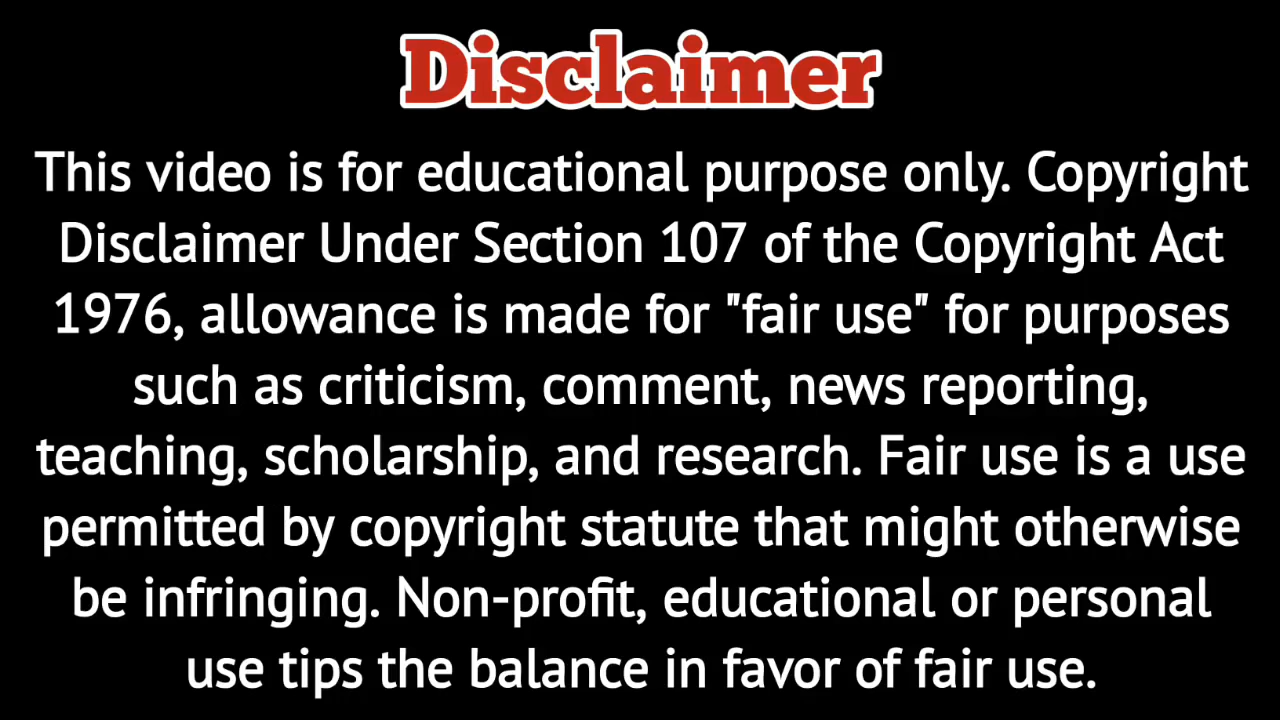 Disclaimer
This video is for educational purpose only. Copyright
Disclaimer Under Section 107 of the Copyright Act
1976, allowance is made for "fair use" for purposes
such as criticism, comment, news reporting,
teaching, scholarship, and research. Fair use is a use
permitted by copyright statute that might otherwise
be infringing. Non-profit, educational or personal
use tips the balance in favor of fair use.